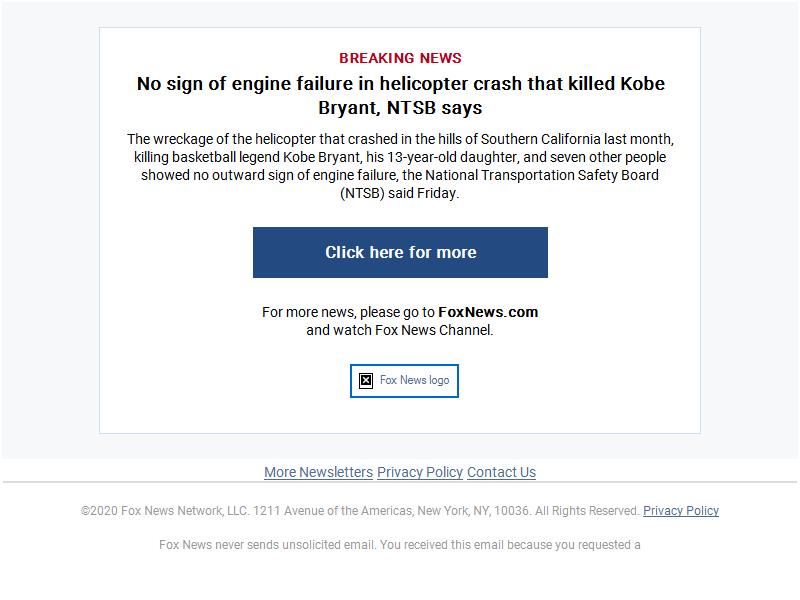 BREAKING NEWS
No sign of engine failure in helicopter crash that killed Kobe
Bryant, NTSB says
The wreckage of the helicopter that crashed in the hills of Southern California last month,
killing basketball legend Kobe Bryant, his 13-year-old daughter, and seven other people
showed no outward sign of engine failure, the National Transportation Safety Board
(NTSB) said Friday.
Click here for more
For more news, please go to FoxNews.com
and watch Fox News Channel.
Fox News logo
More Newsletters Privacy Policy Contact Us
©2020 Fox News Network, LLC. 1211 Avenue of the Americas, New York, NY, 10036. All Rights Reserved. Privacy Policy
Fox News never sends unsolicited email. You received this email because you requested a